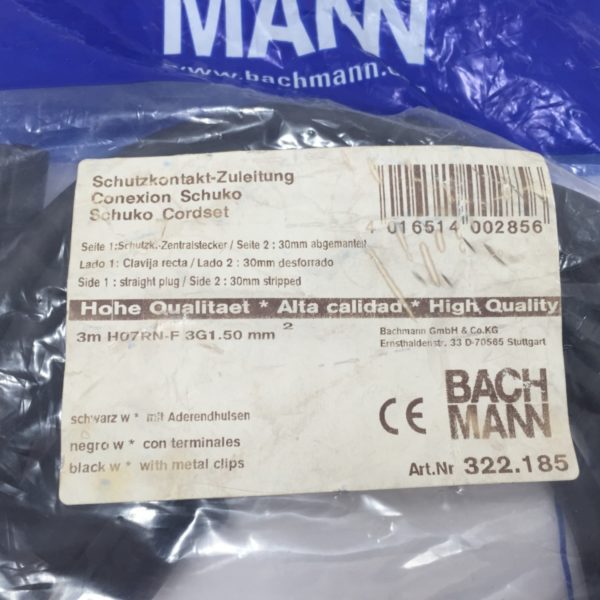 MANN
www.bachmann.
Schutzkontakt-Zuleitung
Conexion Schuko
Schuko Cordset
4 016514 002856
Seite 1:Schutzk.-Zentralstecker / Seite 2 : 30mm abgemantelt
Lado 1: Clavija recta / Lado 2 : 30mm desforrado
Side 1 : straight plug / Side 2 : 30mm stripped
Hohe Qualitaet * Alta calidad * High Quality
3m H07RN-F 3G1.50 mm 2
Bachmann GmbH & Co.KG
Ernsthaldenstr. 33 D-70565 Stuttgart
schwarz w * mit Aderendhulsen
negro w * con terminales
black w * with metal clips
CE
BACH
MANN
Art.Nr 322.185